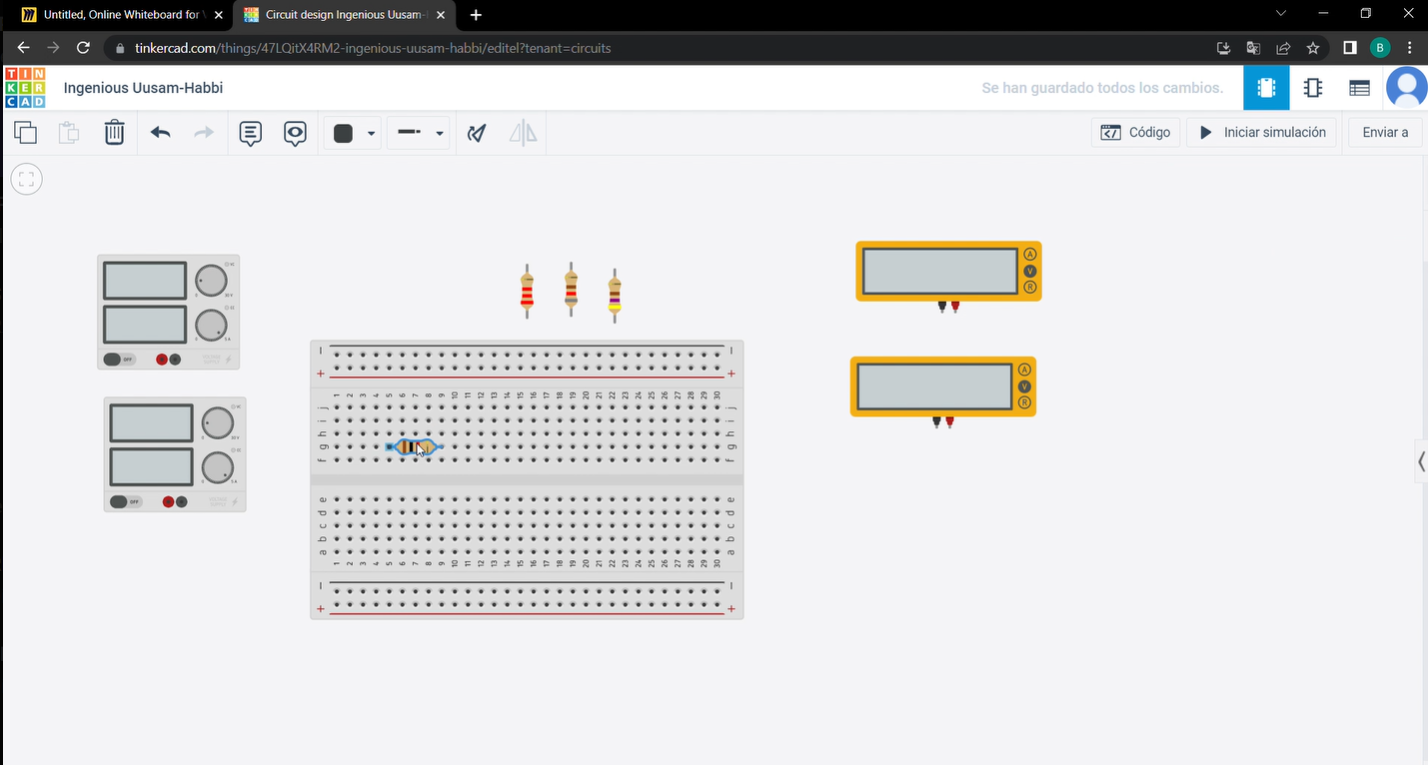 Untitled, Online Whiteboard for
Circuit design Ingenious Uusam-
tinkercad.com/things/47LQitX4RM2-ingenious-uusam-habbi/editel?tenant=circuits
B
TIN
KER
CAD
Ingenious Uusam-Habbi
Se han guardado todos los cambios.
Código
Iniciar simulación
Enviar a
A
V
R
OFF
A
V
R
OFF
1 2 3 4 5 6 7 8 9 10 11 12 13 14 15 16 17 18 19 20 21 22 23 24 25 26 27 28 29 30
j j
i i
h h
g g
f f
e e
d d
c c
b b
a a
1 2 3 4 5 6 7 8 9 10 11 12 13 14 15 16 17 18 19 20 21 22 23 24 25 26 27 28 29 30